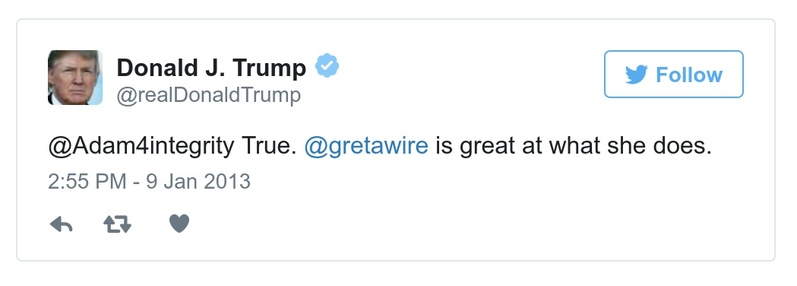 Donald J. Trump
@realDonaldTrump
Follow
@Adam4integrity True. @gretawire is great at what she does.
2:55 PM - 9 Jan 2013